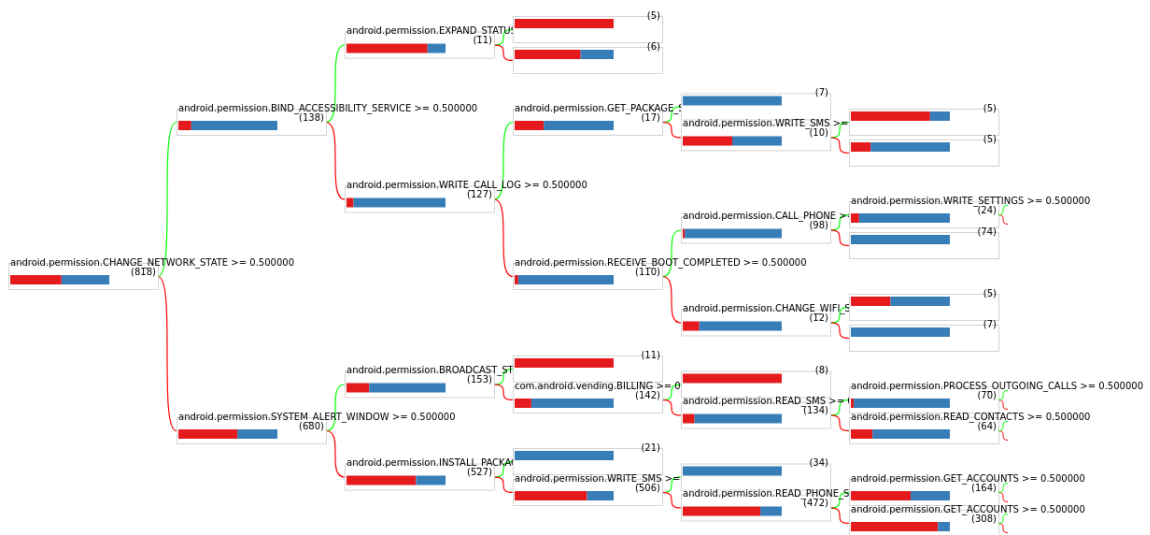 (5)
android.permission.EXPAND_STATUS
(11)
(6)
(7)
android.permission.BIND_ACCESSIBILITY_SERVICE >= 0.500000
(138)
android.permission.GET_PACKAGE_S
(17)
(5)
android.permission.WRITE_SMS >=
(10)
(5)
android.permission.WRITE_CALL_LOG >= 0.500000
(127)
android.permission.WRITE_SETTINGS >= 0.500000
(24)
android.permission.CALL_PHONE >=
(98)
(74)
android.permission.CHANGE_NETWORK_STATE >= 0.500000
(818)
android.permission.RECEIVE_BOOT_COMPLETED >= 0.500000
(110)
(5)
android.permission.CHANGE_WIFI_S
(12)
(7)
(11)
android.permission.BROADCAST_ST
(153)
(8)
com.android.vending.BILLING >= 0
(142)
android.permission.PROCESS_OUTGOING_CALLS >= 0.500000
(70)
android.permission.READ_SMS >= 0
(134)
android.permission.SYSTEM_ALERT_WINDOW >= 0.500000
(680)
android.permission.READ_CONTACTS >= 0.500000
(64)
(21)
android.permission.INSTALL_PACKA
(527)
(34)
android.permission.WRITE_SMS >=
(506)
android.permission.GET_ACCOUNTS >= 0.500000
(164)
android.permission.READ_PHONE_S
(472)
android.permission.GET_ACCOUNTS >= 0.500000
(308)